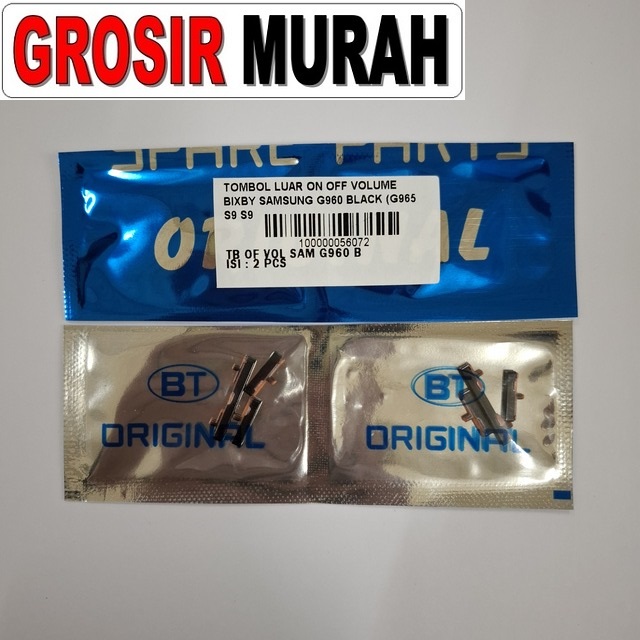 GROSIR MURAH
SPARE PARTS
ORIGINAL
TOMBOL LUAR ON OFF VOLUME
BIXBY SAMSUNG G960 BLACK (G965
S9 S9
100000056072
TB OF VOL SAM G960 B
ISI : 2 PCS
BT
ORIGINAL
BT
ORIGINAL